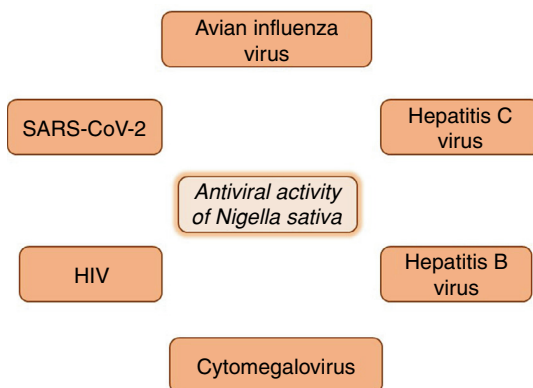 Avian influenza
virus
SARS-CoV-2
Hepatitis C
virus
Antiviral activity
of Nigella sativa
HIV
Hepatitis B
virus
Cytomegalovirus